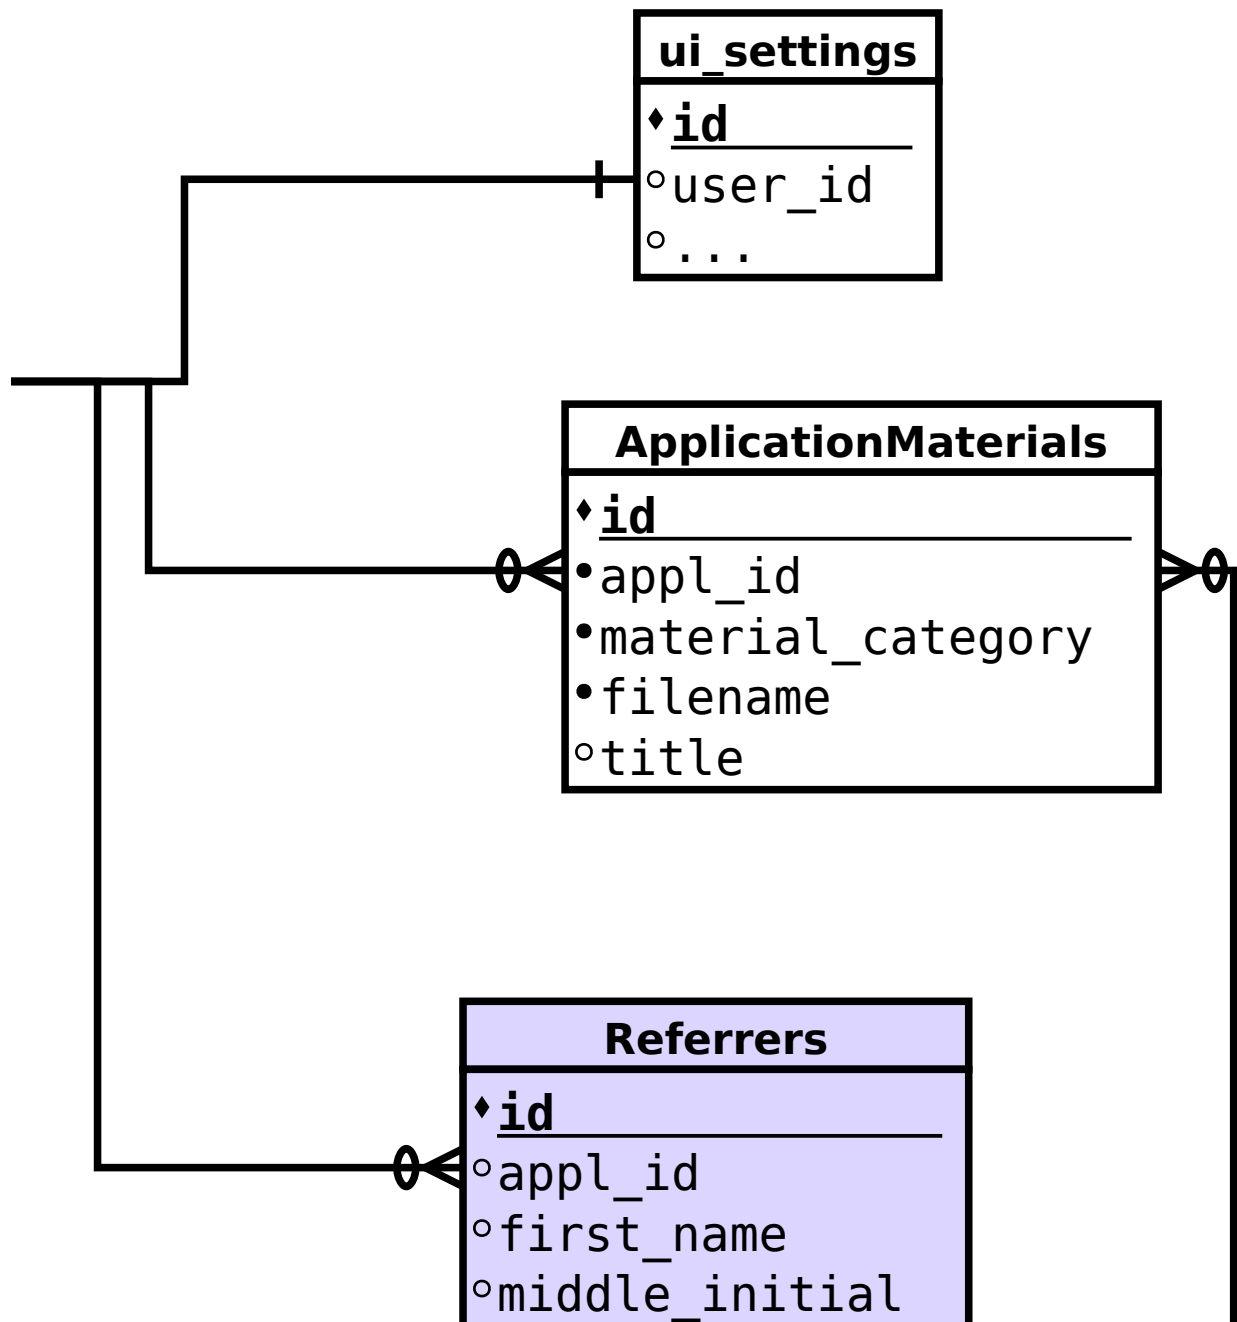 ui_settings
id
user_id
...
ApplicationMaterials
id
appl_id
material_category
filename
title
Referrers
id
appl_id
first_name
middle_initial